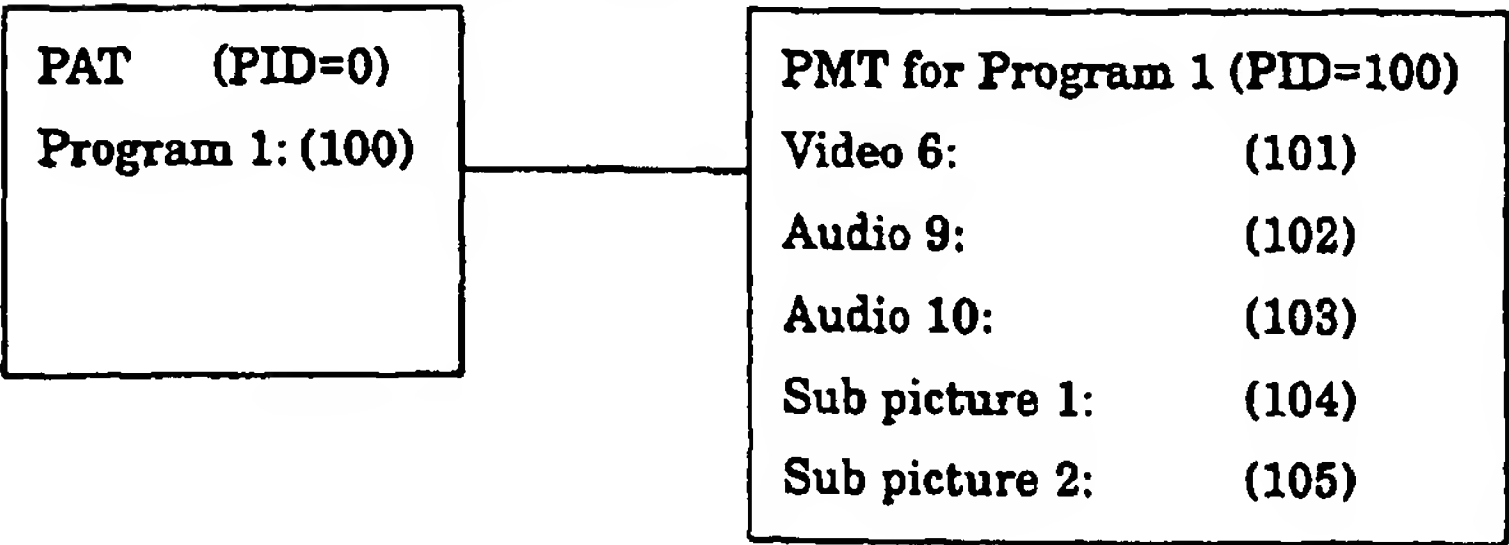 PAT (PID=0)
Program 1: (100)
PMT for Program 1 (PID=100)
Video 6: (101)
Audio 9: (102)
Audio 10: (103)
Sub picture 1: (104)
Sub picture 2: (105)